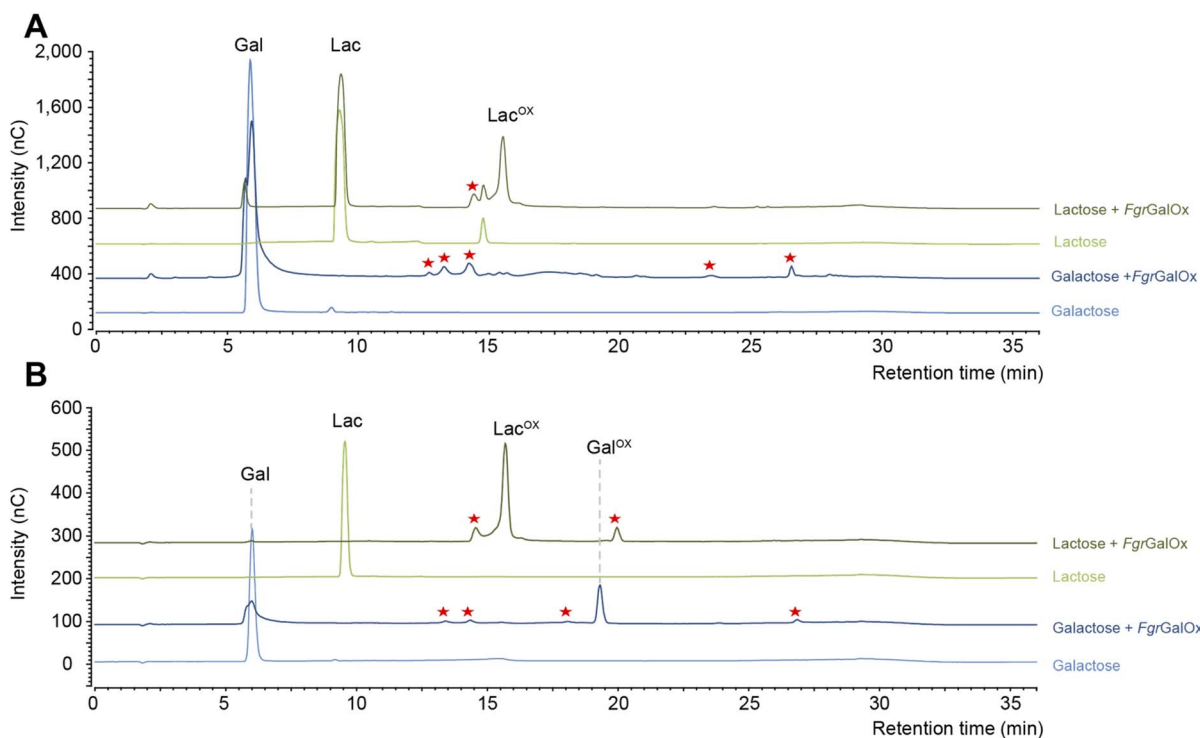 A
Gal
Lac
Lac^OX
2,000
1,600
1,200
800
400
0
Intensity (nC)
Lactose + FgrGalOx
Lactose
Galactose +FgrGalOx
Galactose
0 5 10 15 20 25 30 35
Retention time (min)
B
Gal
Lac
Lac^OX
Gal^OX
600
500
400
300
200
100
0
Intensity (nC)
Lactose + FgrGalOx
Lactose
Galactose + FgrGalOx
Galactose
0 5 10 15 20 25 30 35
Retention time (min)